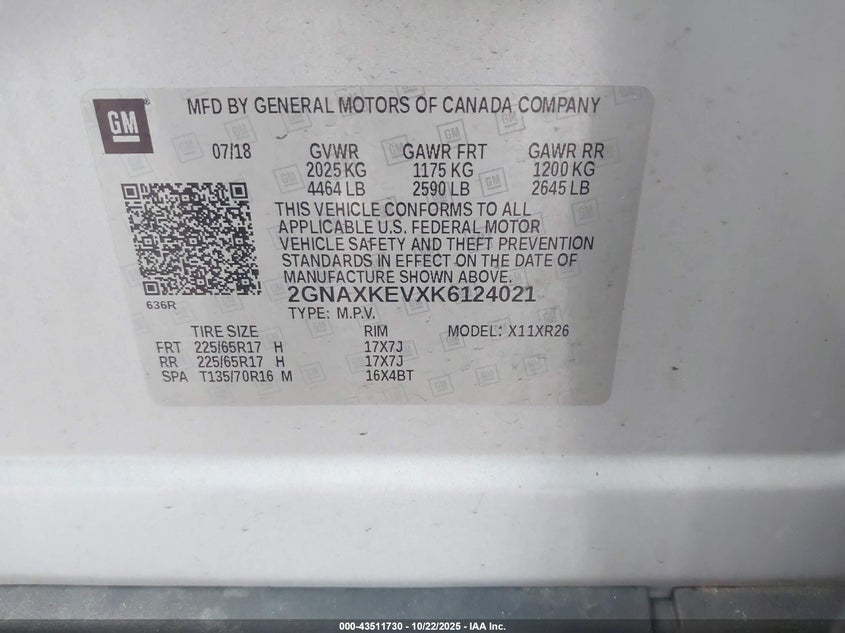 GM
MFD BY GENERAL MOTORS OF CANADA COMPANY
07/18 GVWR GAWR FRT GAWR RR
2025 KG 1175 KG 1200 KG
4464 LB 2590 LB 2645 LB
THIS VEHICLE CONFORMS TO ALL
APPLICABLE U.S. FEDERAL MOTOR
VEHICLE SAFETY AND THEFT PREVENTION
STANDARDS IN EFFECT ON THE DATE OF
MANUFACTURE SHOWN ABOVE.
2GNAXKEVXK6124021
636R
TYPE: M.P.V.
TIRE SIZE RIM MODEL: X11XR26
FRT 225/65R17 H 17X7J
RR 225/65R17 H 17X7J
SPA T135/70R16 M 16X4BT
000-43511730 - 10/22/2025 - IAA Inc.